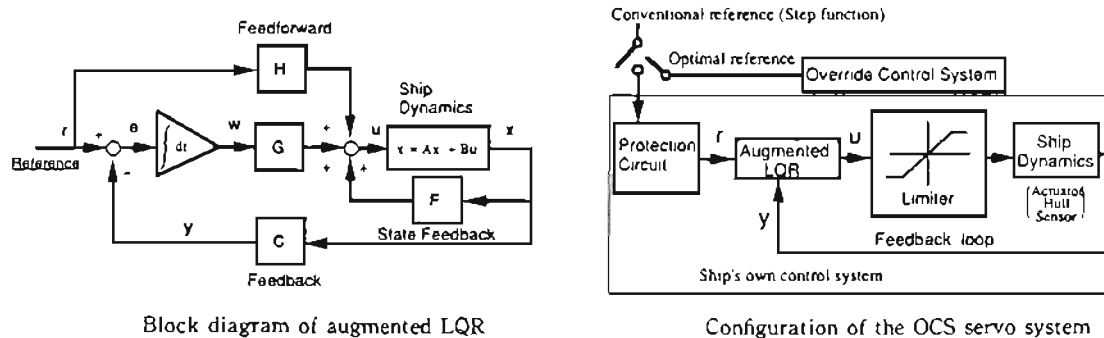 Feedforward
H
Ship
Dynamics
r
+
e
∫ dt
w
G
+
+
+
+
u
ẋ = Ax + Bu
x
Reference
-
F
State Feedback
y
C
Feedback
Block diagram of augmented LQR
Conventional reference (Step function)
Optimal reference
Override Control System
Protection
Circuit
r
Augmented
LQR
u
Limiter
Ship
Dynamics
(Actuator
Hull
Sensor)
y
Feedback loop
Ship's own control system
Configuration of the OCS servo system